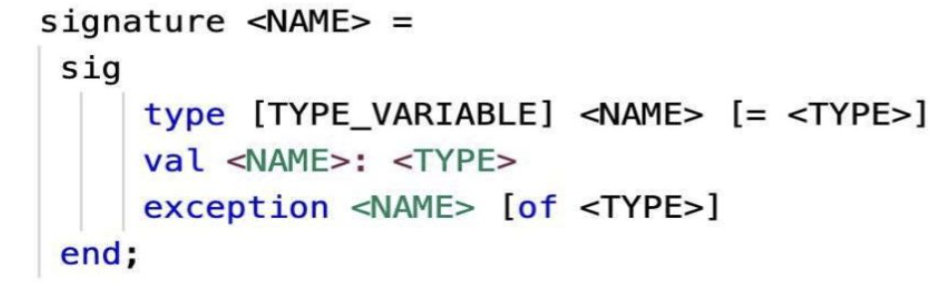 signature <NAME> =
sig
type [TYPE_VARIABLE] <NAME> [= <TYPE>]
val <NAME>: <TYPE>
exception <NAME> [of <TYPE>]
end;